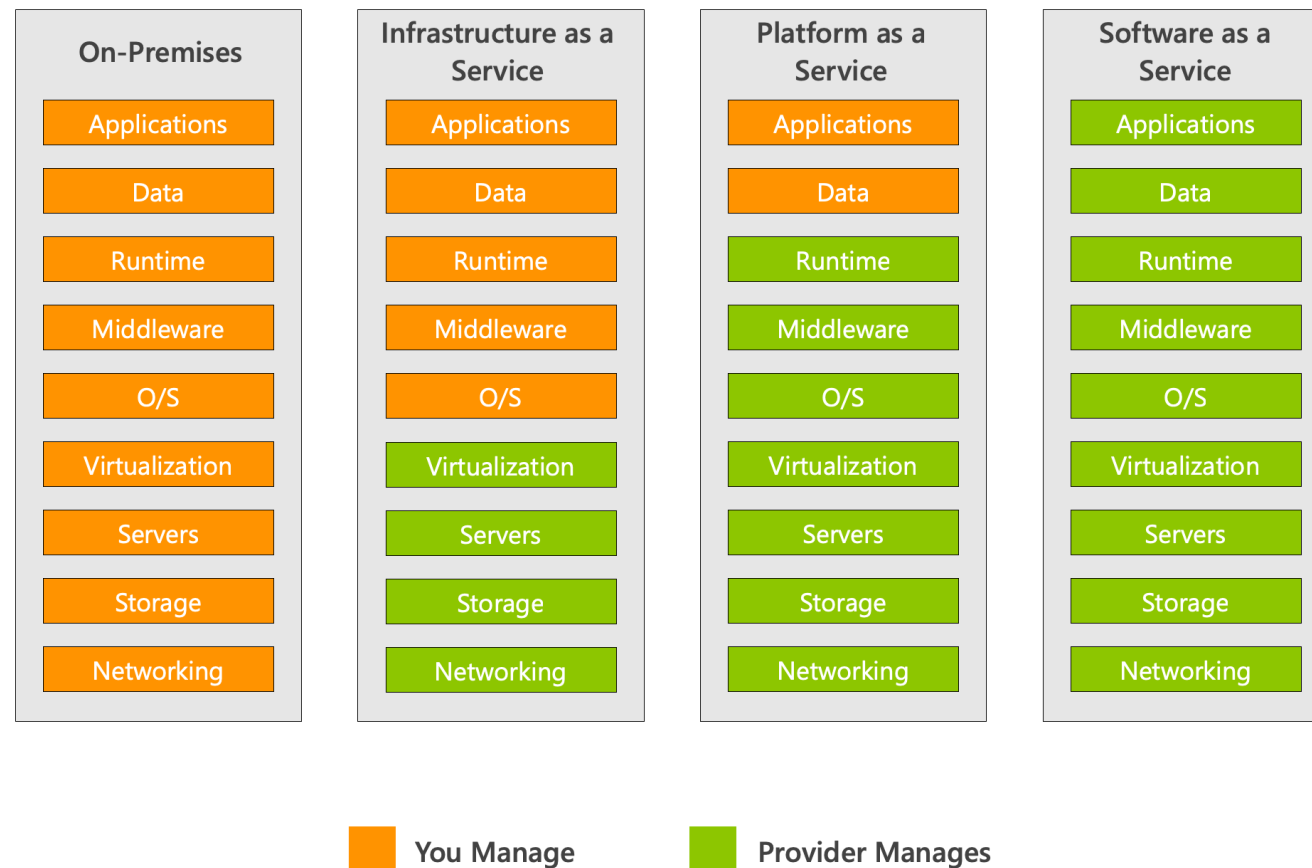 On-Premises
Applications
Data
Runtime
Middleware
O/S
Virtualization
Servers
Storage
Networking
Infrastructure as a
Service
Applications
Data
Runtime
Middleware
O/S
Virtualization
Servers
Storage
Networking
Platform as a
Service
Applications
Data
Runtime
Middleware
O/S
Virtualization
Servers
Storage
Networking
Software as a
Service
Applications
Data
Runtime
Middleware
O/S
Virtualization
Servers
Storage
Networking
You Manage
Provider Manages